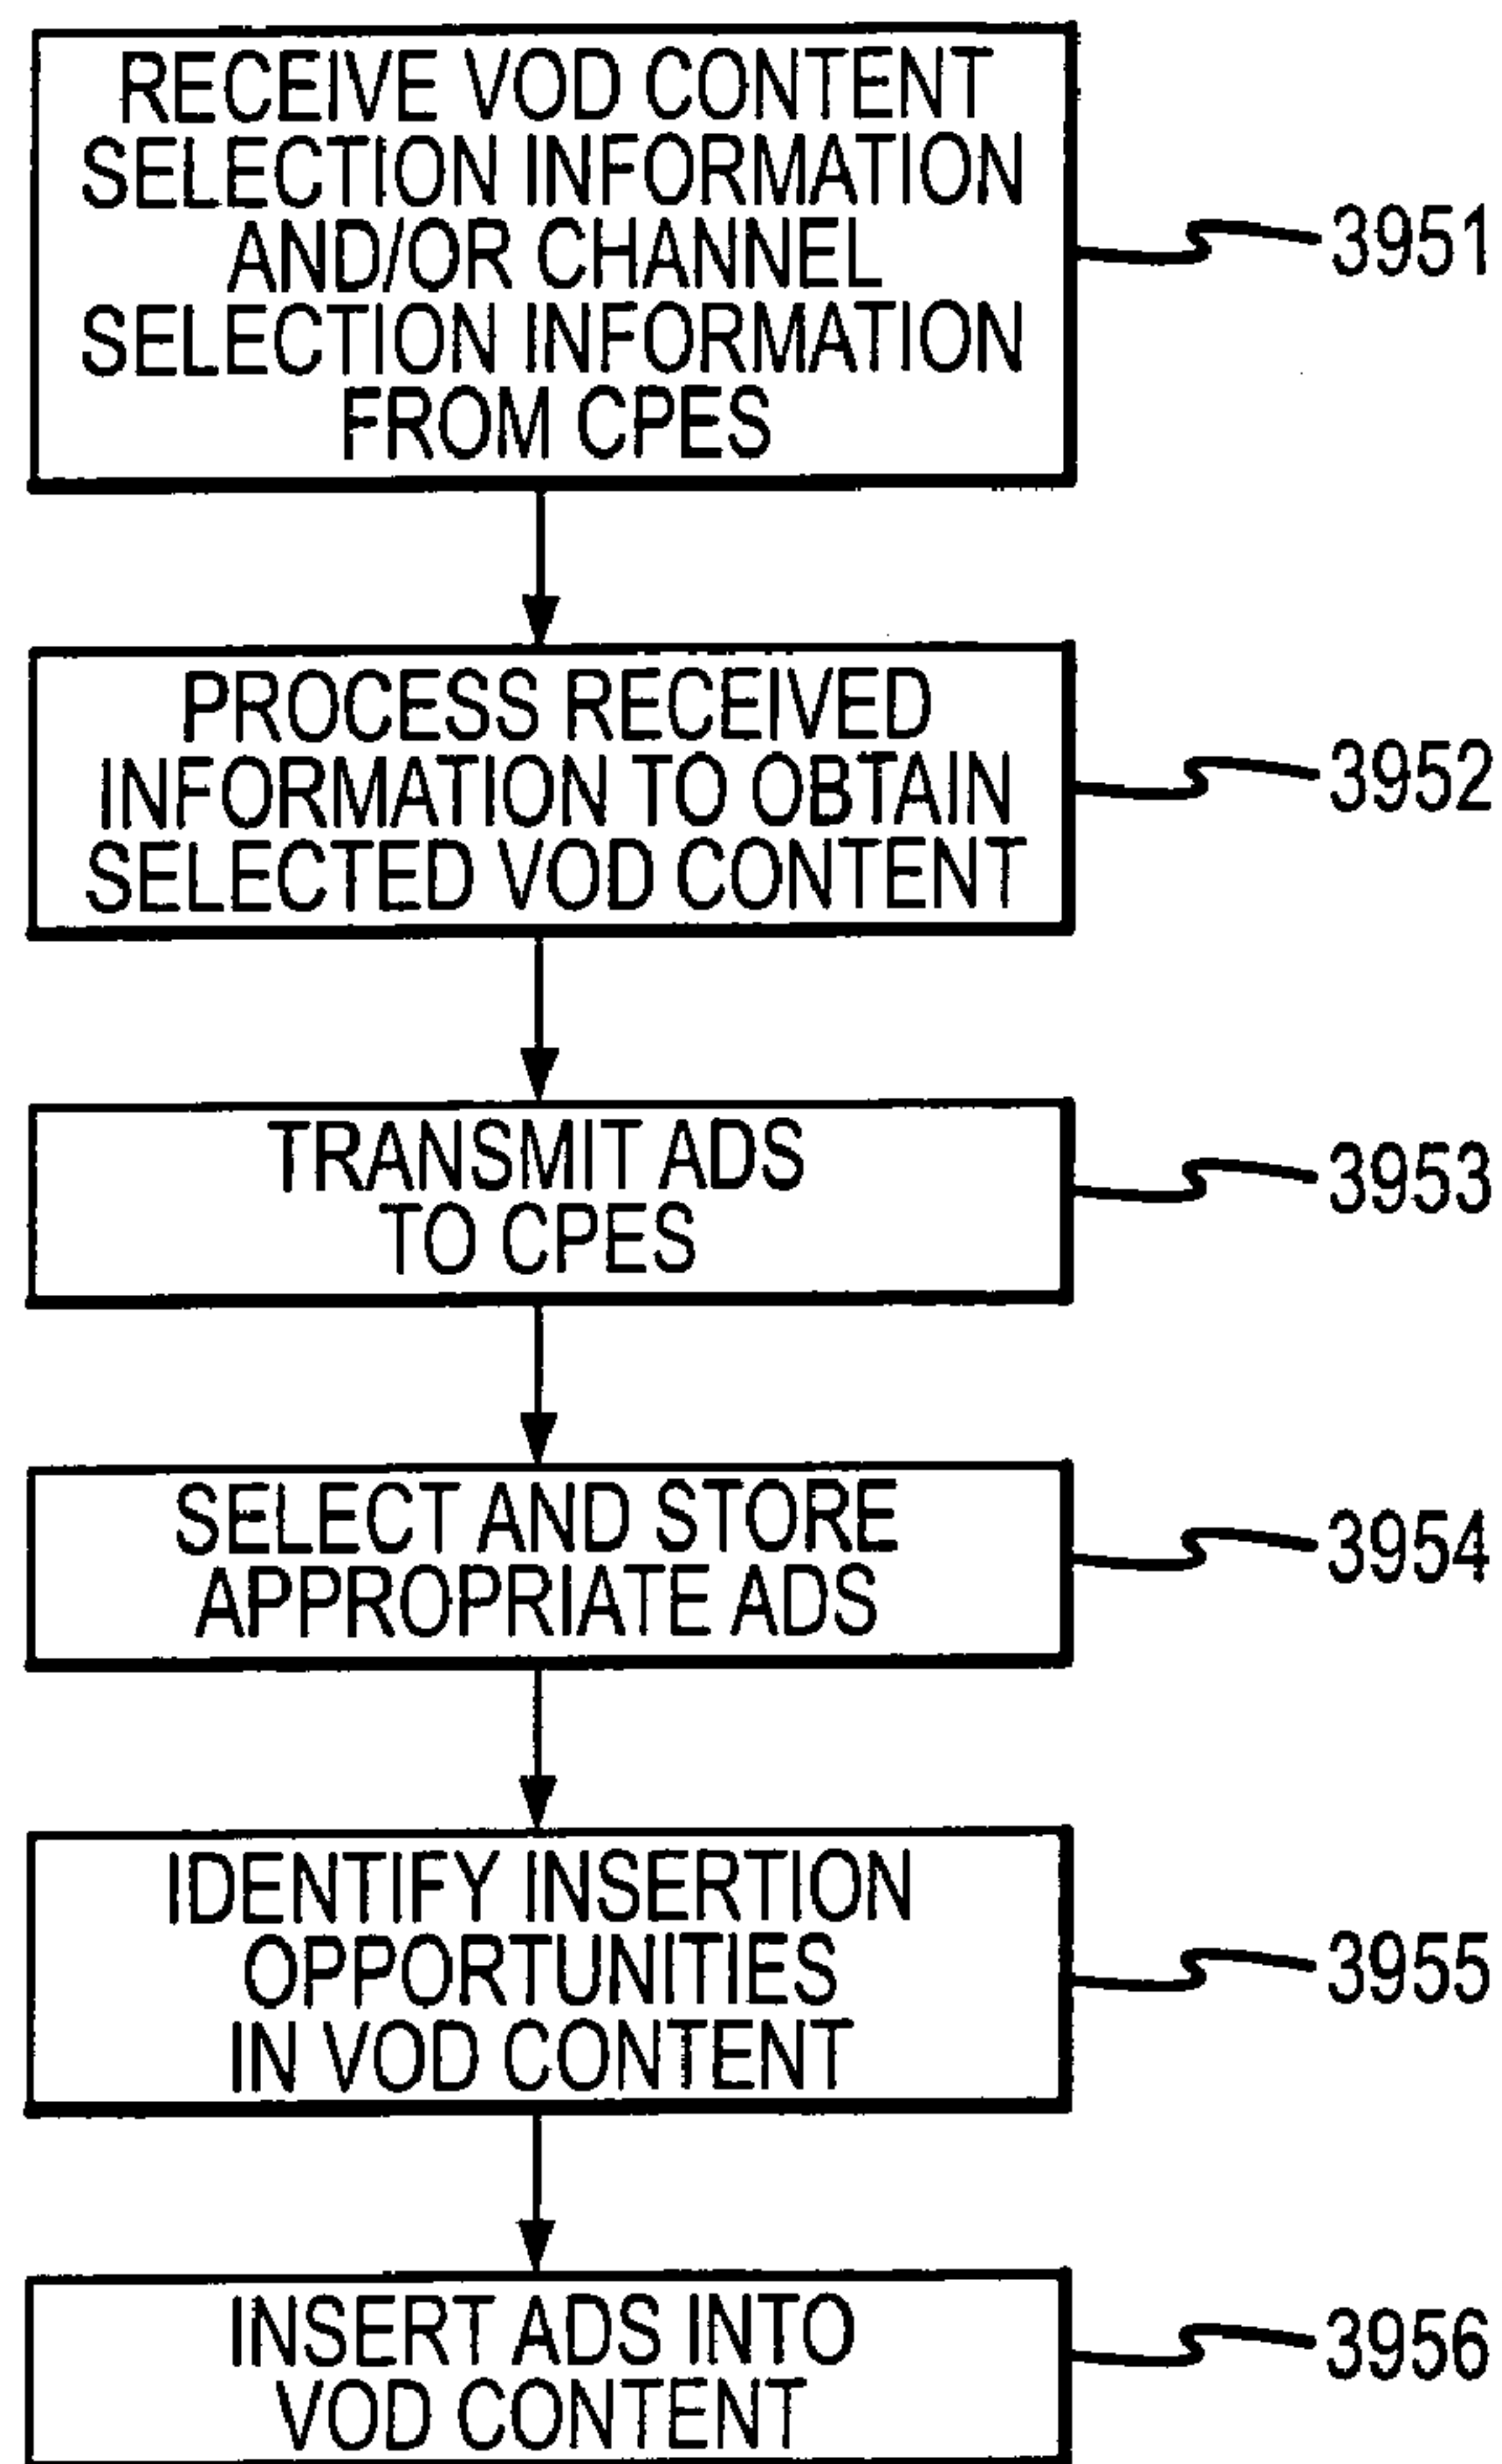 RECEIVE VOD CONTENT
SELECTION INFORMATION
AND/OR CHANNEL
SELECTION INFORMATION
FROM CPES
3951
PROCESS RECEIVED
INFORMATION TO OBTAIN
SELECTED VOD CONTENT
3952
TRANSMIT ADS
TO CPES
3953
SELECT AND STORE
APPROPRIATE ADS
3954
IDENTIFY INSERTION
OPPORTUNITIES
IN VOD CONTENT
3955
INSERT ADS INTO
VOD CONTENT
3956